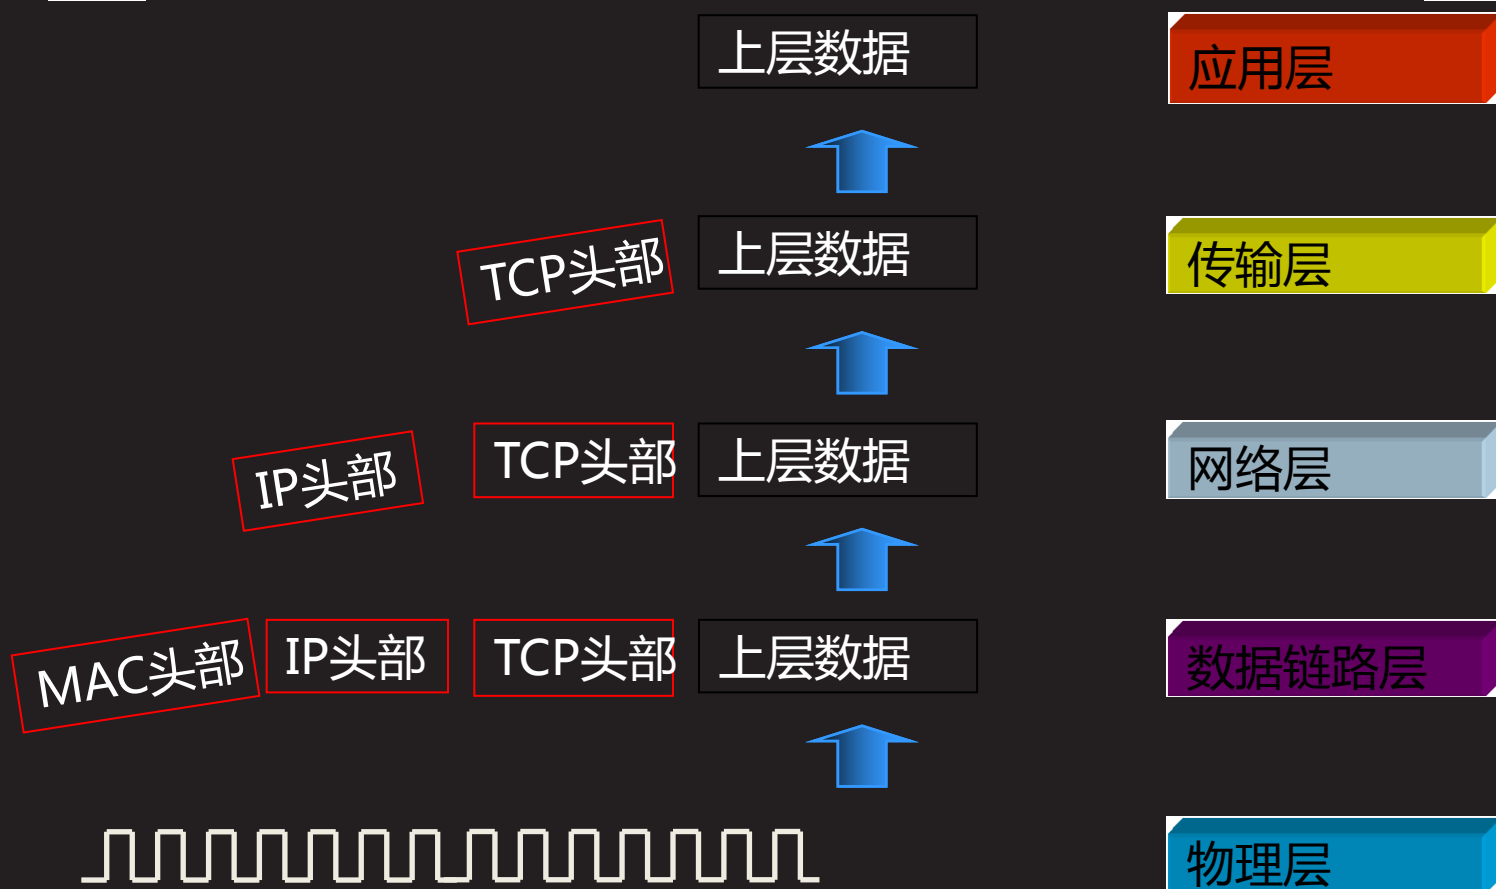 上层数据
应用层
TCP头部
上层数据
传输层
IP头部
TCP头部
上层数据
网络层
MAC头部
IP头部
TCP头部
上层数据
数据链路层
物理层